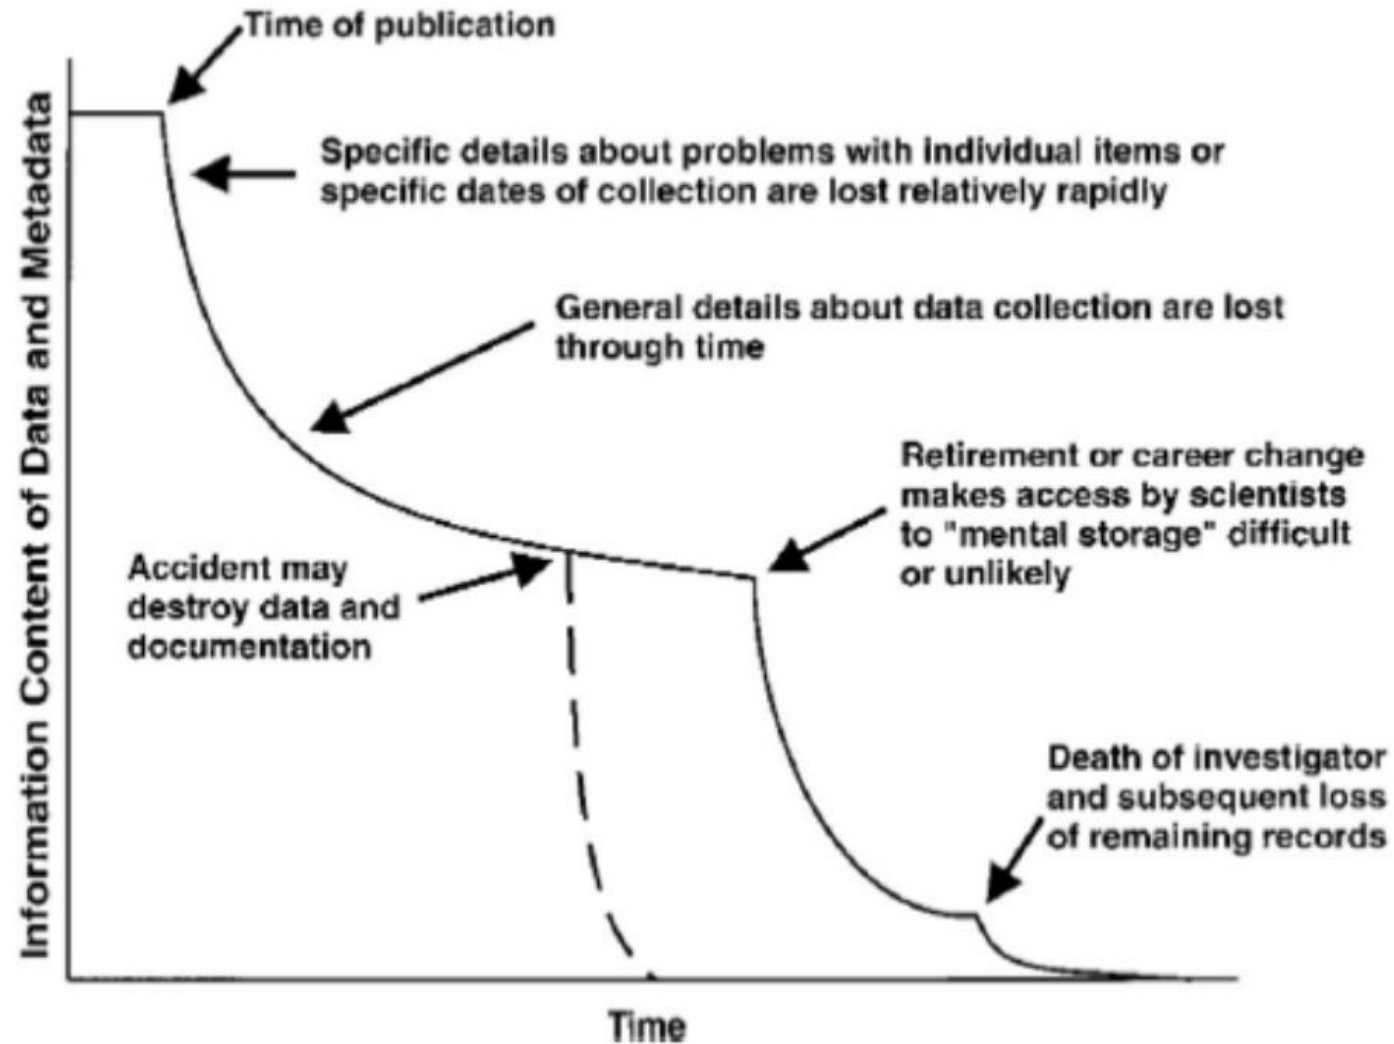 Time of publication
Specific details about problems with individual items or
specific dates of collection are lost relatively rapidly
General details about data collection are lost
through time
Retirement or career change
makes access by scientists
to "mental storage" difficult
or unlikely
Accident may
destroy data and
documentation
Death of investigator
and subsequent loss
of remaining records
Information Content of Data and Metadata
Time